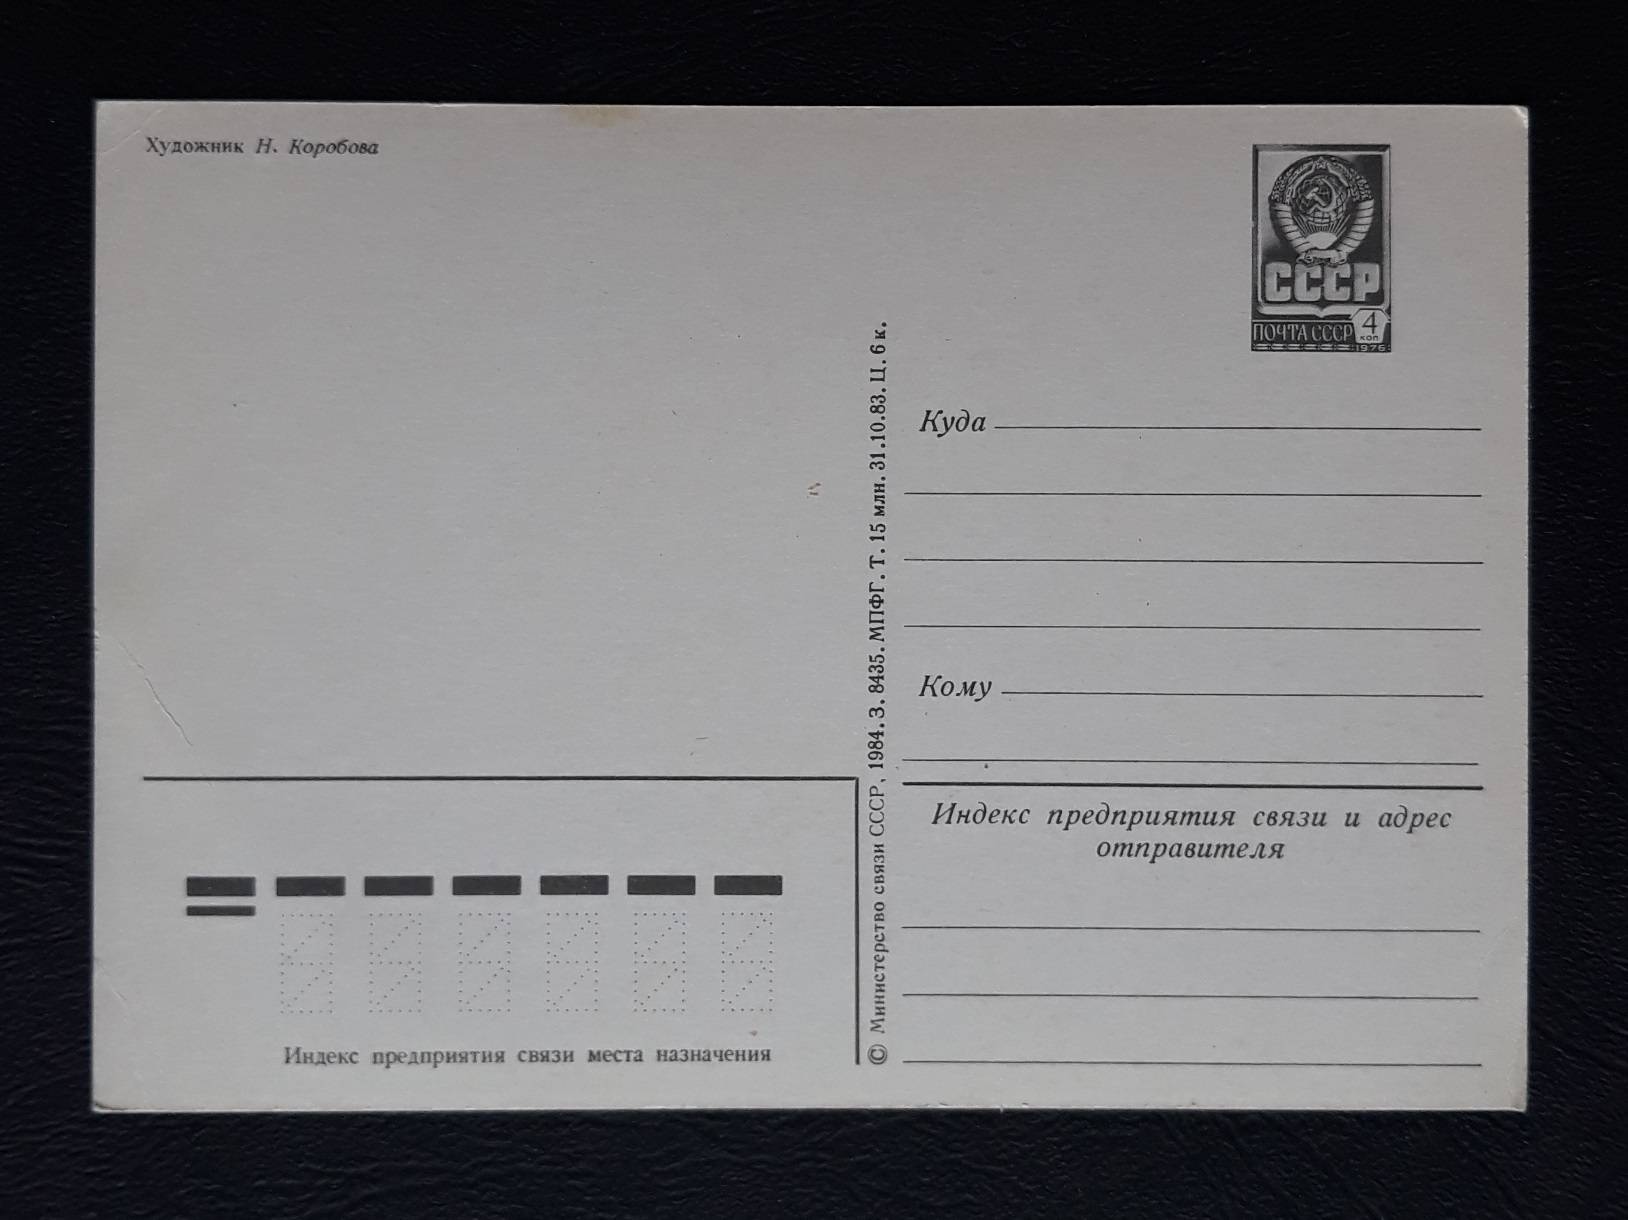 Художник Н. Коробова
СССР
ПОЧТА СССР 4
коп
1976
Куда
Кому
Индекс предприятия связи и адрес
отправителя
© Министерство связи СССР, 1984. З. 8435. МПФГ. Т. 15 млн. 31.10.83. Ц. 6 к.
Индекс предприятия связи места назначения